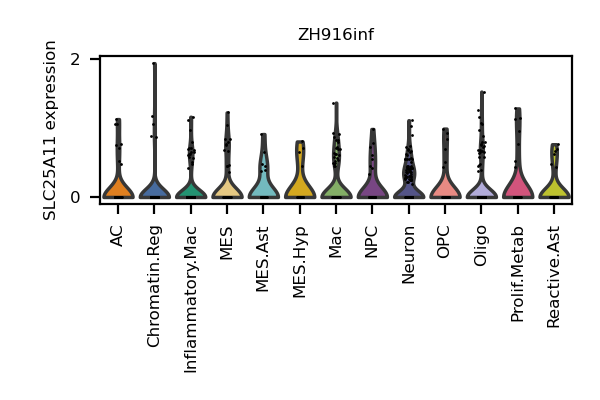 ZH916inf
SLC25A11 expression
2
0
AC
Chromatin.Reg
Inflammatory.Mac
MES
MES.Ast
MES.Hyp
Mac
NPC
Neuron
OPC
Oligo
Prolif.Metab
Reactive.Ast